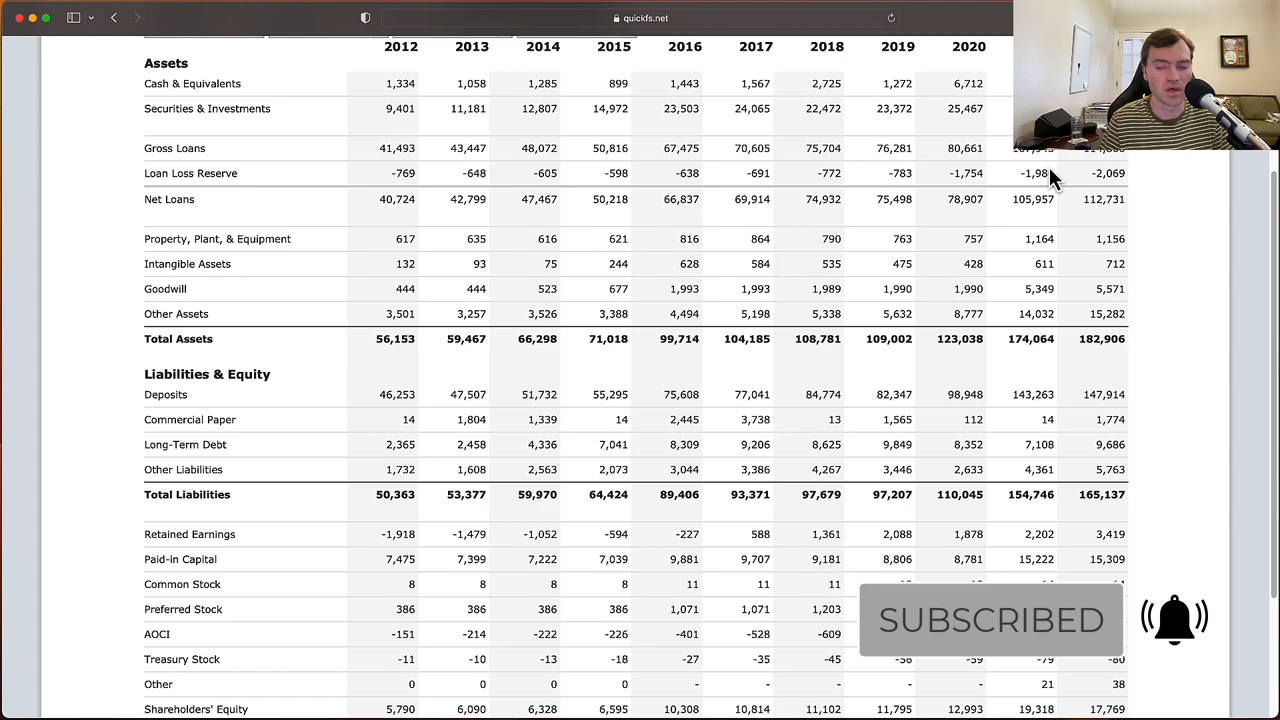 quickfs.net
2012 2013 2014 2015 2016 2017 2018 2019 2020
Assets
Cash & Equivalents 1,334 1,058 1,285 899 1,443 1,567 2,725 1,272 6,712
Securities & Investments 9,401 11,181 12,807 14,972 23,503 24,065 22,472 23,372 25,467
Gross Loans 41,493 43,447 48,072 50,816 67,475 70,605 75,704 76,281 80,661
Loan Loss Reserve -769 -648 -605 -598 -638 -691 -772 -783 -1,754 -2,069
Net Loans 40,724 42,799 47,467 50,218 66,837 69,914 74,932 75,498 78,907 105,957 112,731
Property, Plant, & Equipment 617 635 616 621 816 864 790 763 757 1,164 1,156
Intangible Assets 132 93 75 244 628 584 535 475 428 611 712
Goodwill 444 444 523 677 1,993 1,993 1,989 1,990 1,990 5,349 5,571
Other Assets 3,501 3,257 3,526 3,388 4,494 5,198 5,338 5,632 8,777 14,032 15,282
Total Assets 56,153 59,467 66,298 71,018 99,714 104,185 108,781 109,002 123,038 174,064 182,906
Liabilities & Equity
Deposits 46,253 47,507 51,732 55,295 75,608 77,041 84,774 82,347 98,948 143,263 147,914
Commercial Paper 14 1,804 1,339 14 2,445 3,738 13 1,565 112 14 1,774
Long-Term Debt 2,365 2,458 4,336 7,041 8,309 9,206 8,625 9,849 8,352 7,108 9,686
Other Liabilities 1,732 1,608 2,563 2,073 3,044 3,386 4,267 3,446 2,633 4,361 5,763
Total Liabilities 50,363 53,377 59,970 64,424 89,406 93,371 97,679 97,207 110,045 154,746 165,137
Retained Earnings -1,918 -1,479 -1,052 -594 -227 588 1,361 2,088 1,878 2,202 3,419
Paid-in Capital 7,475 7,399 7,222 7,039 9,881 9,707 9,181 8,806 8,781 15,222 15,309
Common Stock 8 8 8 8 11 11 11
Preferred Stock 386 386 386 386 1,071 1,071 1,203
SUBSCRIBED
AOCI -151 -214 -222 -226 -401 -528 -609
Treasury Stock -11 -10 -13 -18 -27 -35 -45 -56 -59 -79 -80
Other 0 0 0 0 - - - - - 21 38
Shareholders' Equity 5,790 6,090 6,328 6,595 10,308 10,814 11,102 11,795 12,993 19,318 17,769